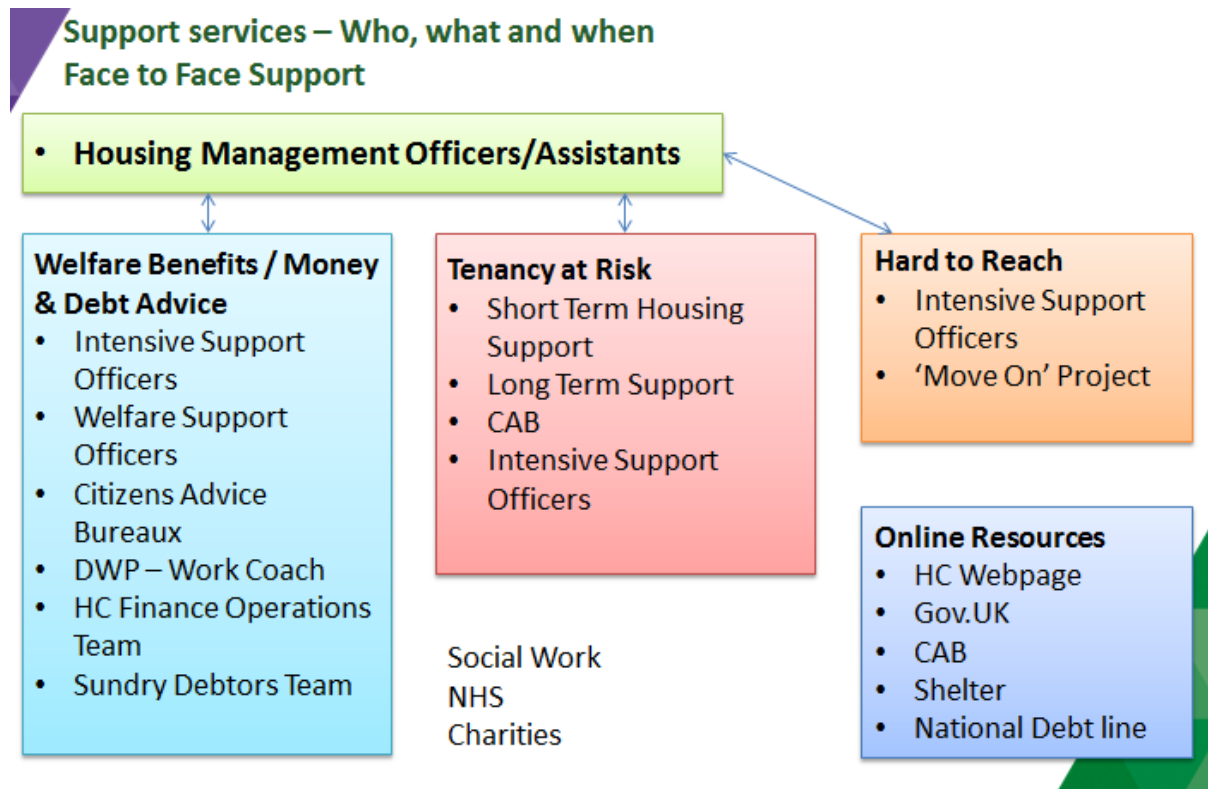 Support services – Who, what and when
Face to Face Support
• Housing Management Officers/Assistants
Welfare Benefits / Money
& Debt Advice
• Intensive Support
Officers
• Welfare Support
Officers
• Citizens Advice
Bureaux
• DWP – Work Coach
• HC Finance Operations
Team
• Sundry Debtors Team
Tenancy at Risk
• Short Term Housing
Support
• Long Term Support
• CAB
• Intensive Support
Officers
Social Work
NHS
Charities
Hard to Reach
• Intensive Support
Officers
• ‘Move On’ Project
Online Resources
• HC Webpage
• Gov.UK
• CAB
• Shelter
• National Debt line